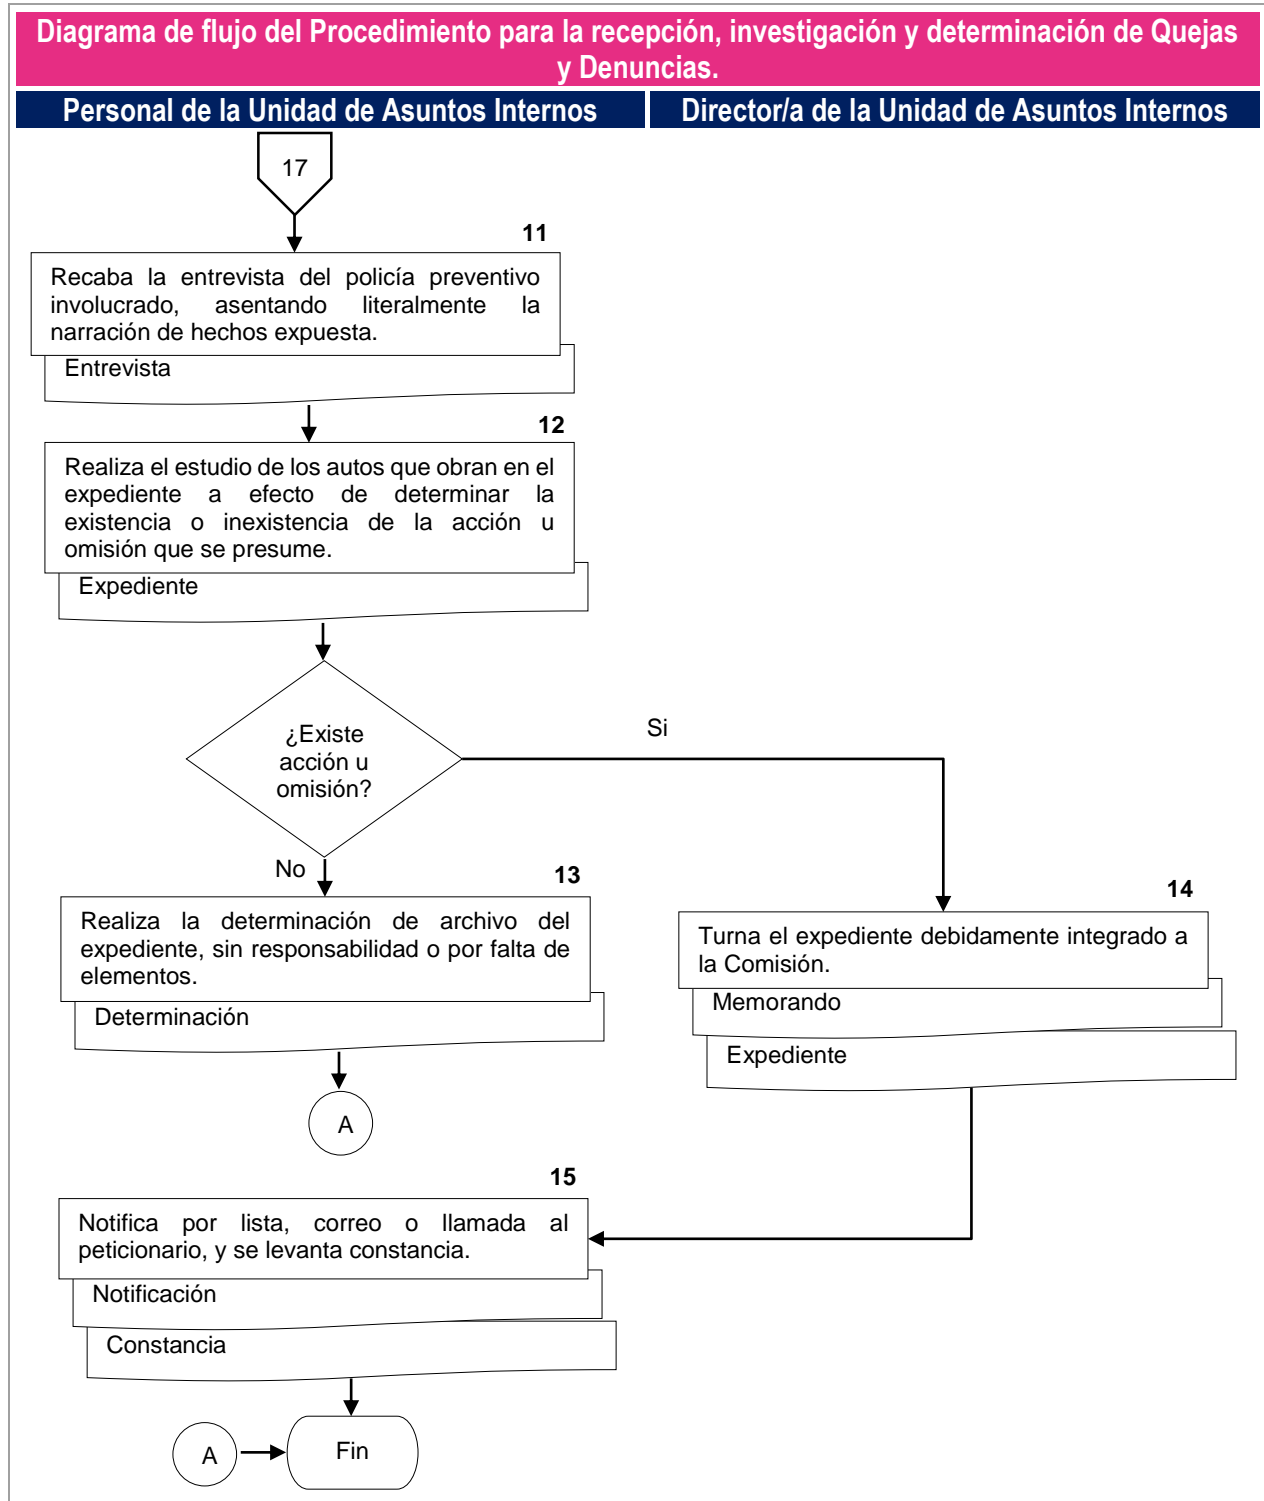 Diagrama de flujo del Procedimiento para la recepción, investigación y determinación de Quejas
y Denuncias.
Personal de la Unidad de Asuntos Internos
Director/a de la Unidad de Asuntos Internos
17
11
Recaba la entrevista del policía preventivo
involucrado, asentando literalmente la
narración de hechos expuesta.
Entrevista
12
Realiza el estudio de los autos que obran en el
expediente a efecto de determinar la
existencia o inexistencia de la acción u
omisión que se presume.
Expediente
¿Existe
acción u
omisión?
Si
No
13
Realiza la determinación de archivo del
expediente, sin responsabilidad o por falta de
elementos.
Determinación
A
14
Turna el expediente debidamente integrado a
la Comisión.
Memorando
Expediente
15
Notifica por lista, correo o llamada al
peticionario, y se levanta constancia.
Notificación
Constancia
A
Fin